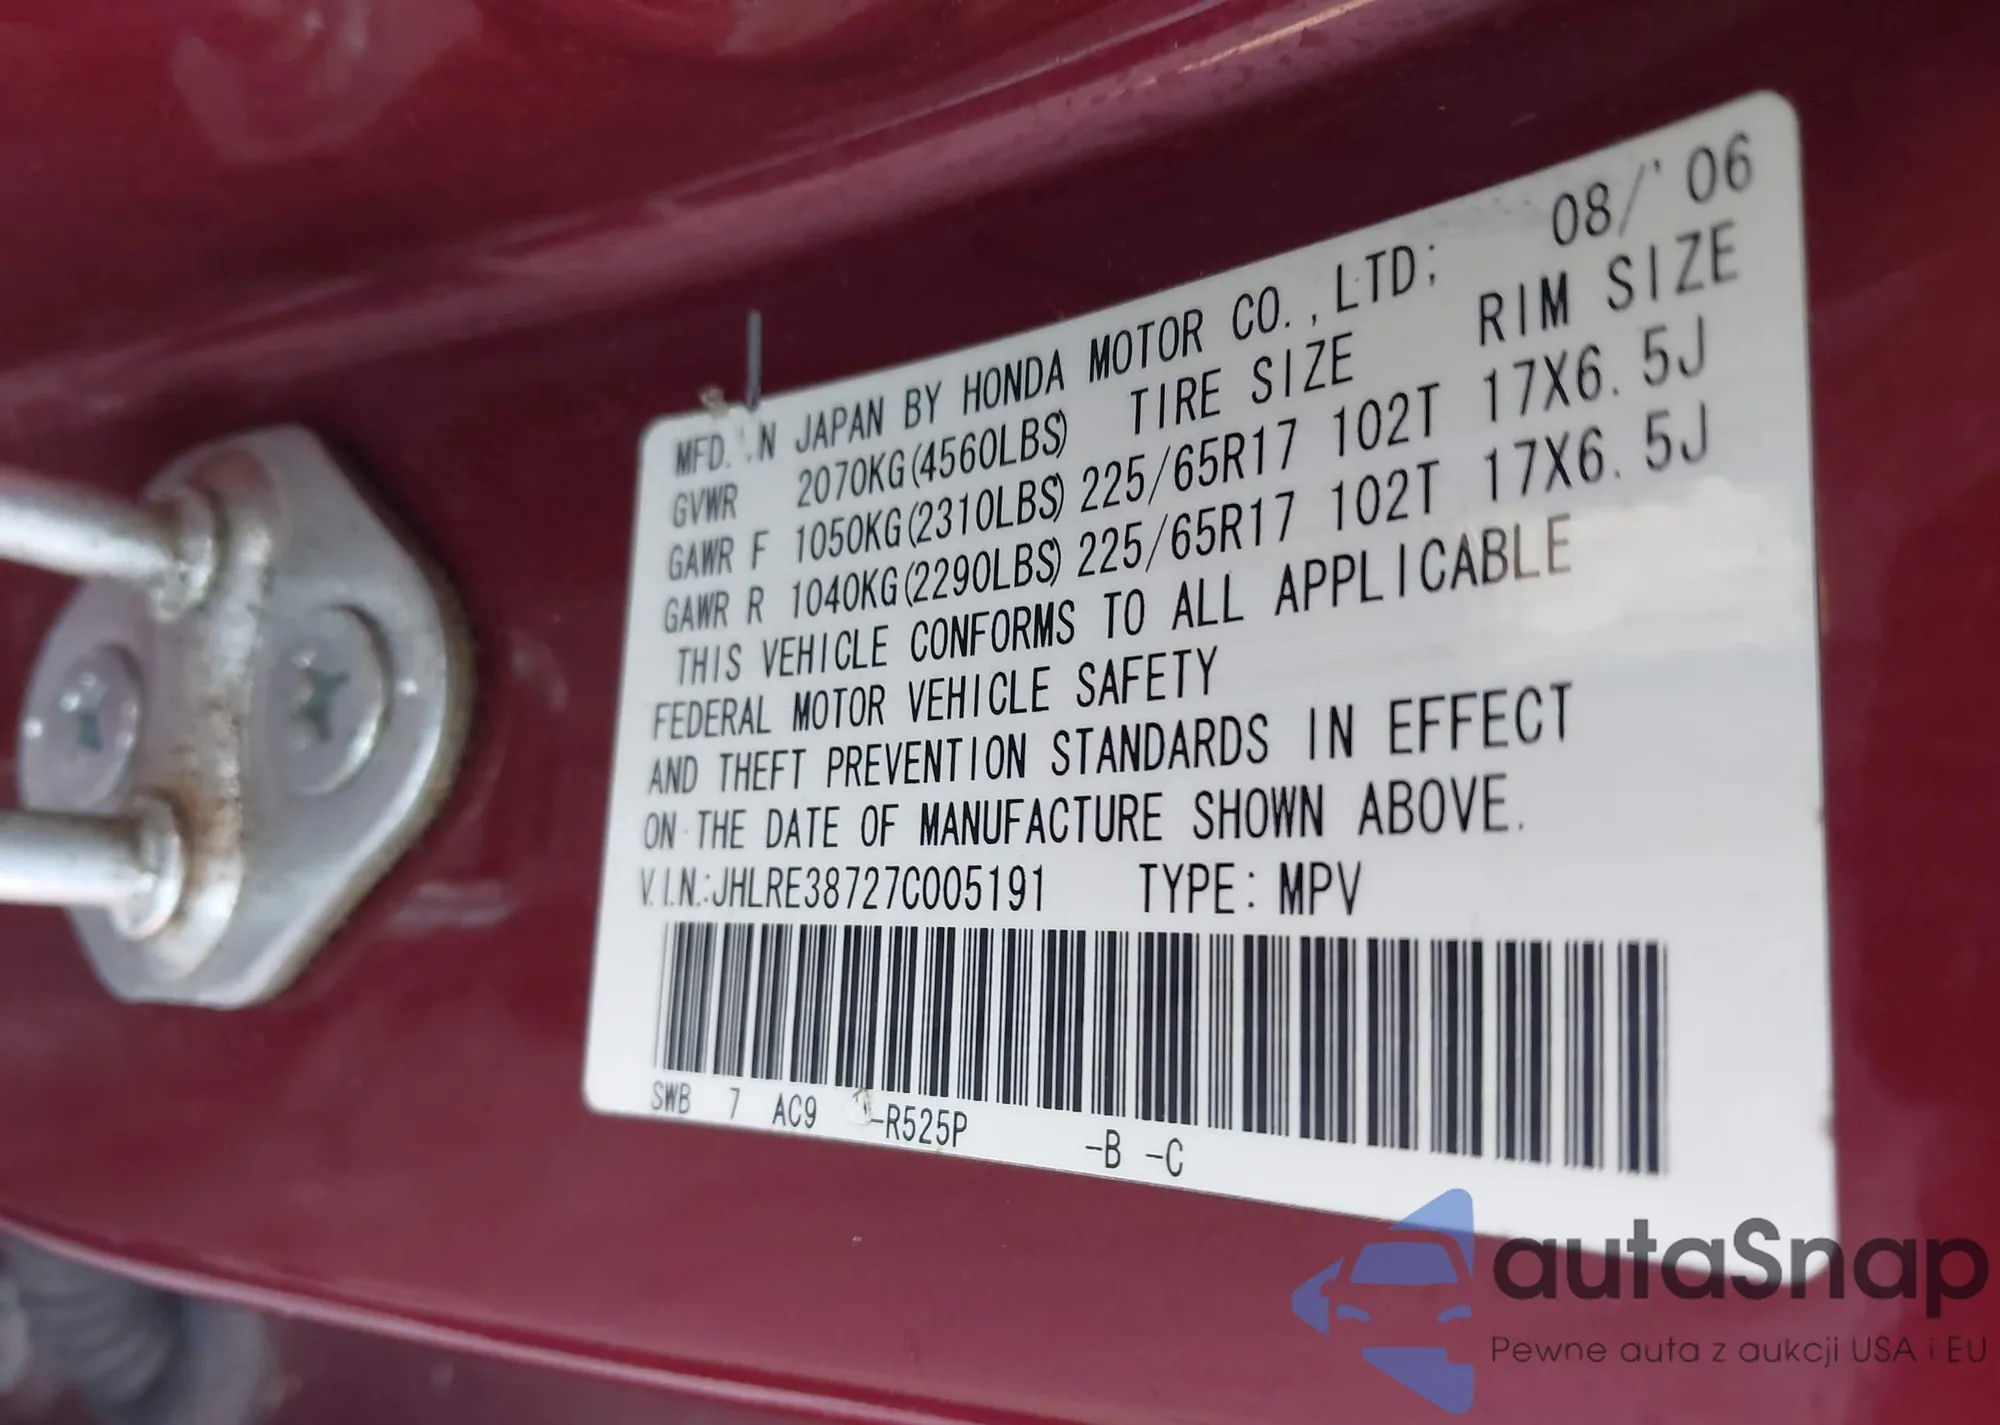 MFD. IN JAPAN BY HONDA MOTOR CO., LTD; 08/'06
GVWR 2070KG(4560LBS) TIRE SIZE RIM SIZE
GAWR F 1050KG(2310LBS) 225/65R17 102T 17X6.5J
GAWR R 1040KG(2290LBS) 225/65R17 102T 17X6.5J
THIS VEHICLE CONFORMS TO ALL APPLICABLE
FEDERAL MOTOR VEHICLE SAFETY
AND THEFT PREVENTION STANDARDS IN EFFECT
ON THE DATE OF MANUFACTURE SHOWN ABOVE.
V.I.N.:JHLRE38727C005191 TYPE: MPV
SWB 7 AC9 -R525P -B -C
autaSnap
Pewne auta z aukcji USA i EU